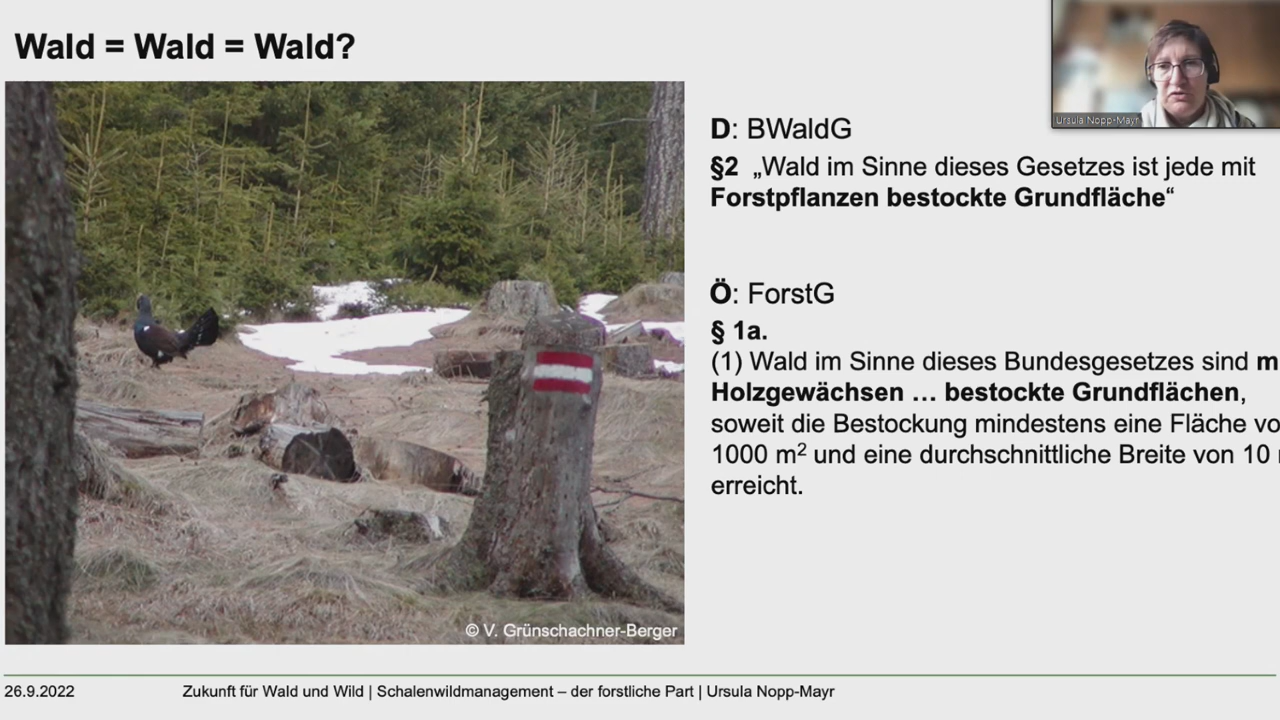 Wald = Wald = Wald?
Ursula Nopp-Mayr
D: BWaldG
§2 „Wald im Sinne dieses Gesetzes ist jede mit
Forstpflanzen bestockte Grundfläche“
Ö: ForstG
§ 1a.
(1) Wald im Sinne dieses Bundesgesetzes sind
Holzgewächsen … bestockte Grundflächen,
soweit die Bestockung mindestens eine Fläche
1000 m² und eine durchschnittliche Breite von 10
erreicht.
© V. Grünschachner-Berger
26.9.2022 Zukunft für Wald und Wild | Schalenwildmanagement – der forstliche Part | Ursula Nopp-Mayr